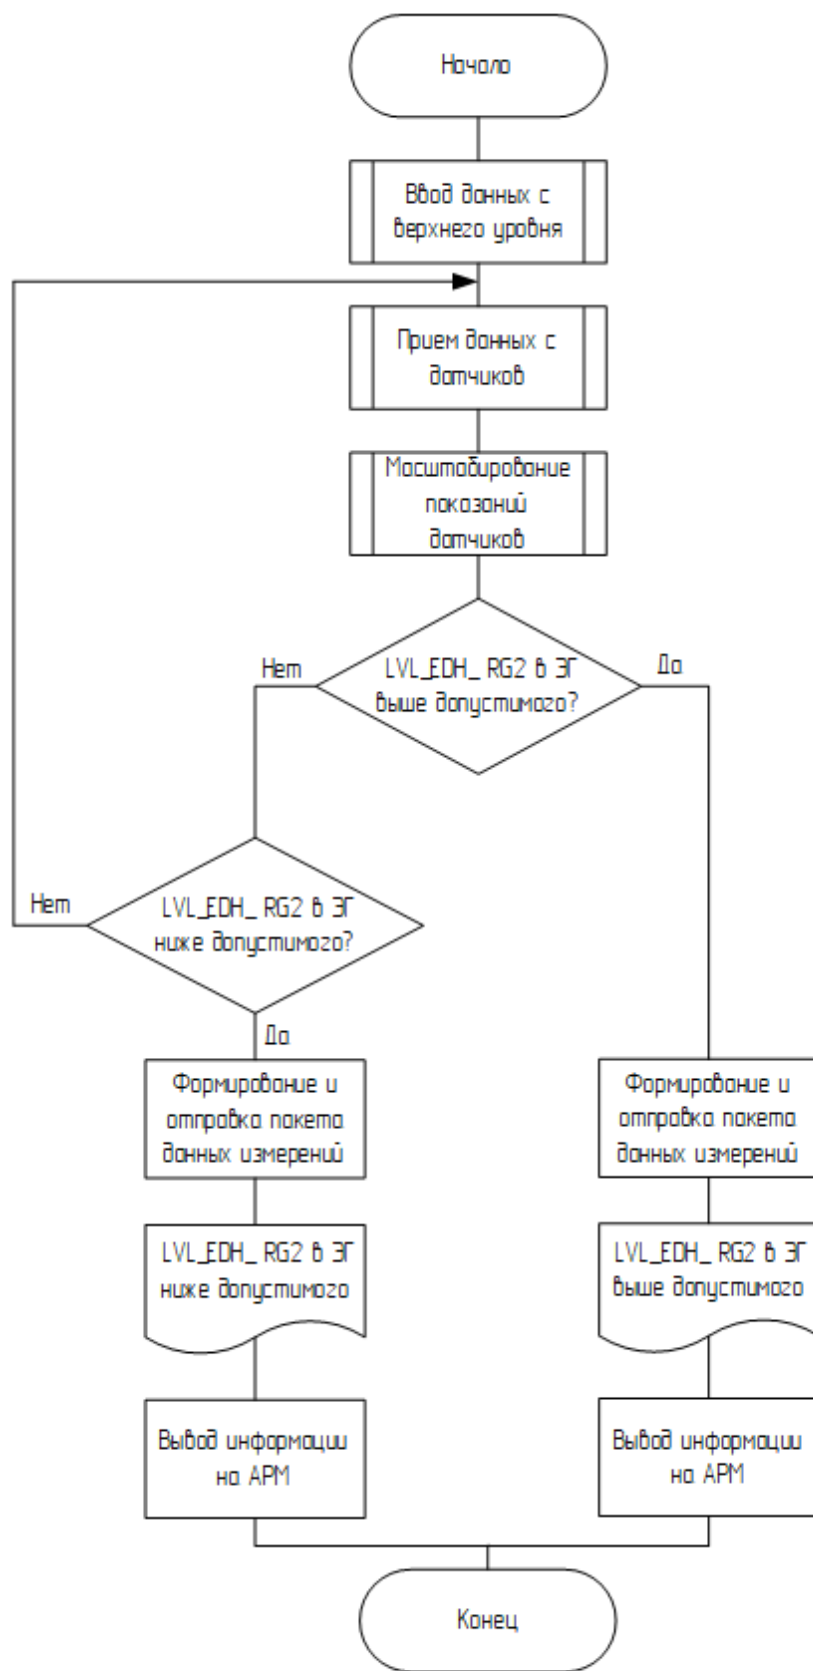 Начало
Ввод данных с
верхнего уровня
Прием данных с
датчиков
Масштабирование
показаний
датчиков
LVL_EDH_ RG2 в ЭГ
выше допустимого?
Нет
Да
LVL_EDH_ RG2 в ЭГ
ниже допустимого?
Нет
Да
Формирование и
отправка пакета
данных измерений
LVL_EDH_ RG2 в ЭГ
ниже допустимого
Вывод информации
на АРМ
Формирование и
отправка пакета
данных измерений
LVL_EDH_ RG2 в ЭГ
выше допустимого
Вывод информации
на АРМ
Конец